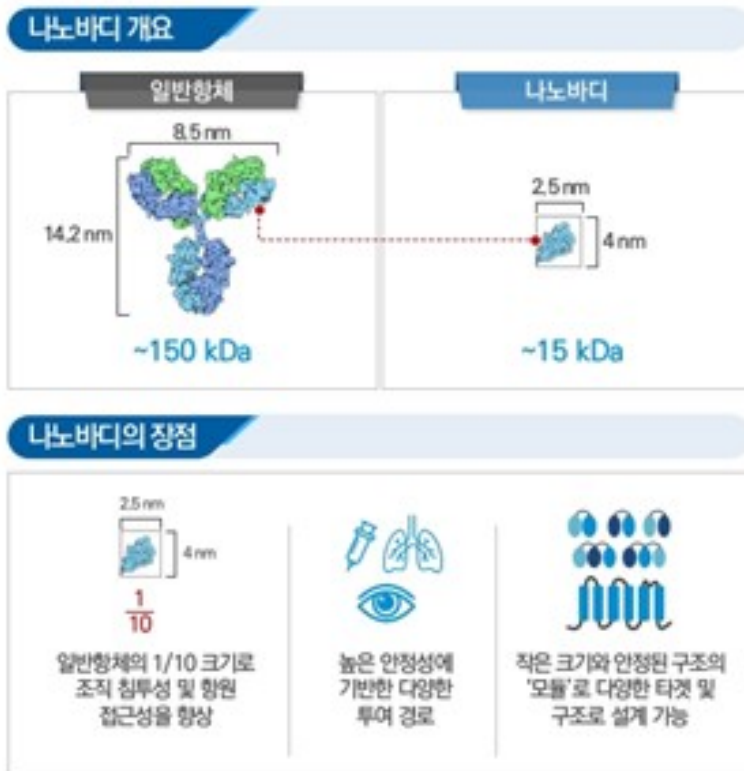 나노바디 개요
일반항체
나노바디
8.5 nm
14.2 nm
2.5 nm
4 nm
~150 kDa
~15 kDa
나노바디의 장점
2.5 nm
4 nm
1
10
일반항체의 1/10 크기로
조직 침투성 및 항원
접근성을 향상
높은 안정성에
기반한 다양한
투여 경로
작은 크기와 안정된 구조의
'모듈'로 다양한 타겟 및
구조로 설계 가능